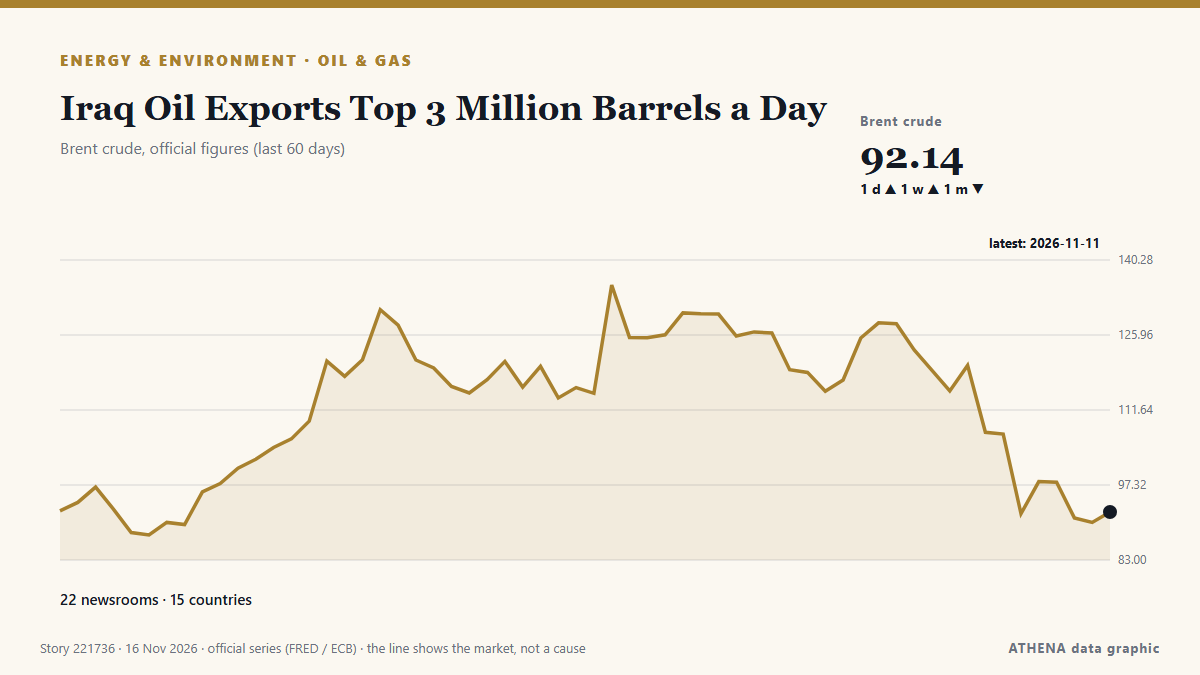 ENERGY & ENVIRONMENT · OIL & GAS
Iraq Oil Exports Top 3 Million Barrels a Day
Brent crude, official figures (last 60 days)
Brent crude
92.14
1 d ▲ 1 w ▲ 1 m ▼
latest: 2026-11-11
140.28
125.96
111.64
97.32
83.00
22 newsrooms · 15 countries
Story 221736 · 16 Nov 2026 · official series (FRED / ECB) · the line shows the market, not a cause
ATHENA data graphic